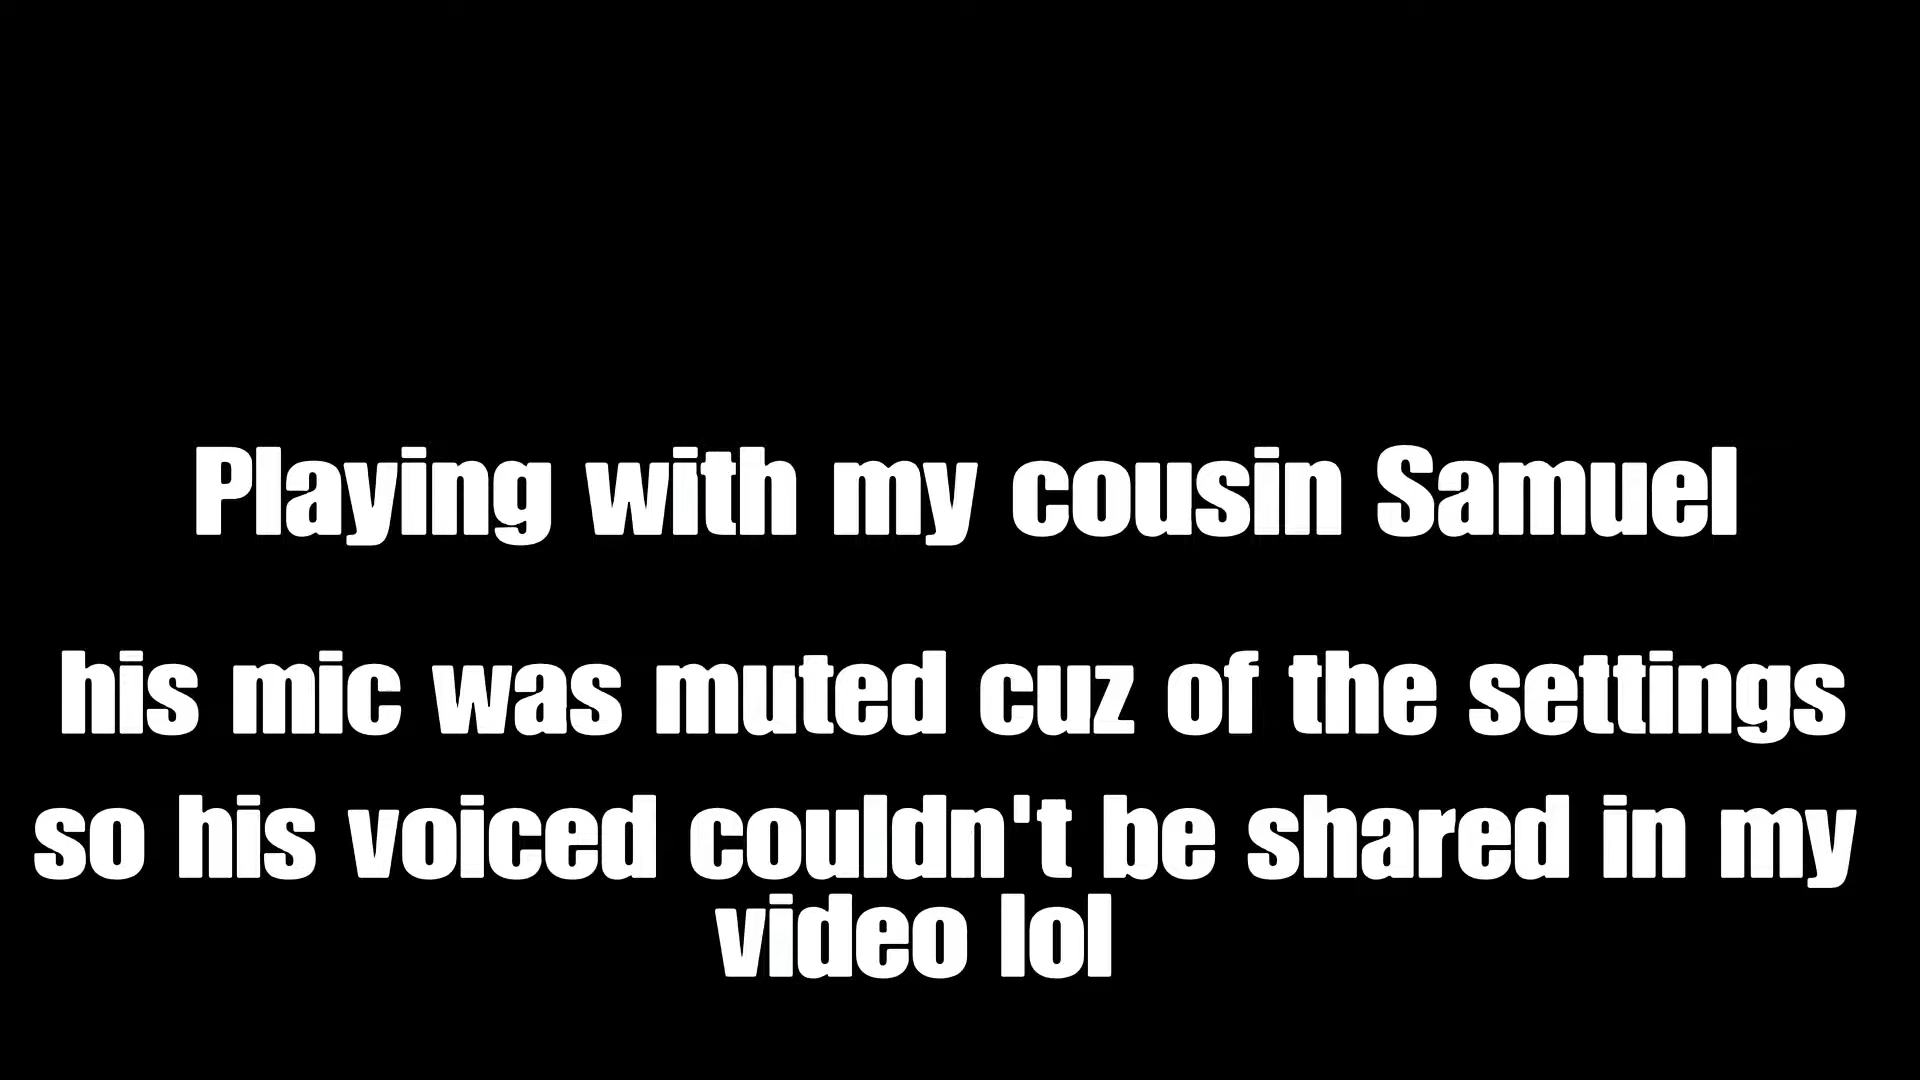 Playing with my cousin Samuel
his mic was muted cuz of the settings
so his voiced couldn't be shared in my
video lol